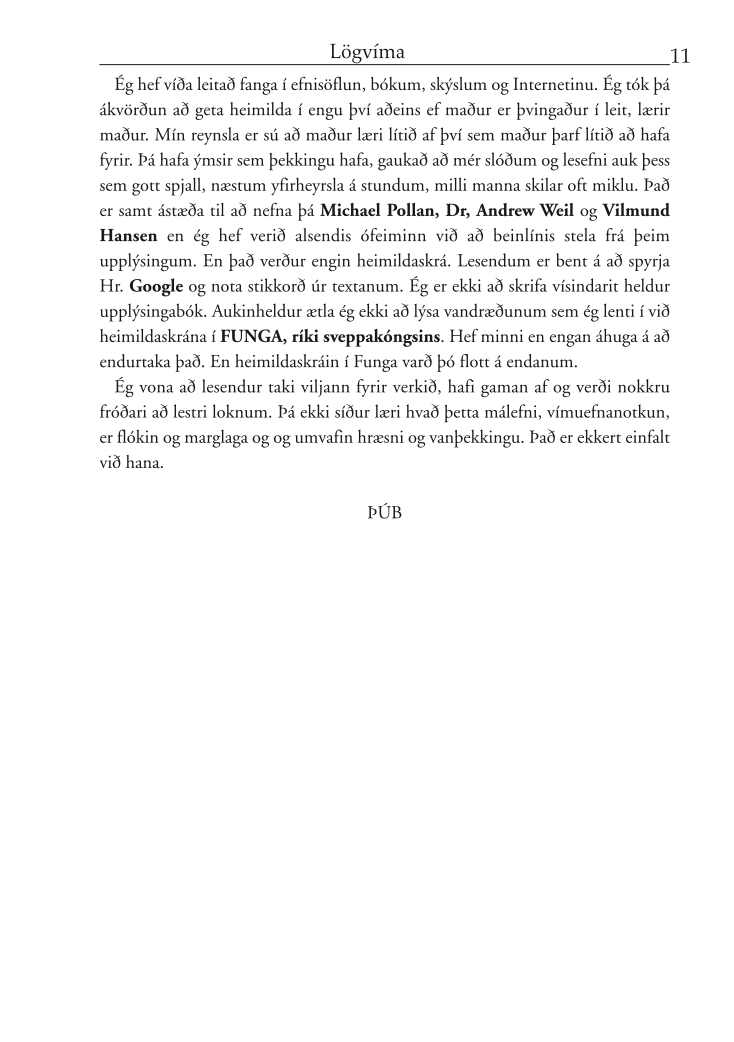 Lögvíma
11
Ég hef víða leitað fanga í efnisöflun, bókum, skýslum og Internetinu. Ég tók þá
ákvörðun að geta heimilda í engu því aðeins ef maður er þvingaður í leit, lærir
maður. Mín reynsla er sú að maður læri lítið af því sem maður þarf lítið að hafa
fyrir. Þá hafa ýmsir sem þekkingu hafa, gaukað að mér slóðum og lesefni auk þess
sem gott spjall, næstum yfirheyrsla á stundum, milli manna skilar oft miklu. Það
er samt ástæða til að nefna þá Michael Pollan, Dr, Andrew Weil og Vilmund
Hansen en ég hef verið alsendis ófeiminn við að beinlínis stela frá þeim
upplýsingum. En það verður engin heimildaskrá. Lesendum er bent á að spyrja
Hr. Google og nota stikkorð úr textanum. Ég er ekki að skrifa vísindarit heldur
upplýsingabók. Aukinheldur ætla ég ekki að lýsa vandræðunum sem ég lenti í við
heimildaskrána í FUNGA, ríki sveppakóngsins. Hef minni en engan áhuga á að
endurtaka það. En heimildaskráin í Funga varð þó flott á endanum.
Ég vona að lesendur taki viljann fyrir verkið, hafi gaman af og verði nokkru
fróðari að lestri loknum. Þá ekki síður læri hvað þetta málefni, vímuefnanotkun,
er flókin og marglaga og og umvafin hræsni og vanþekkingu. Það er ekkert einfalt
við hana.
ÞÚB